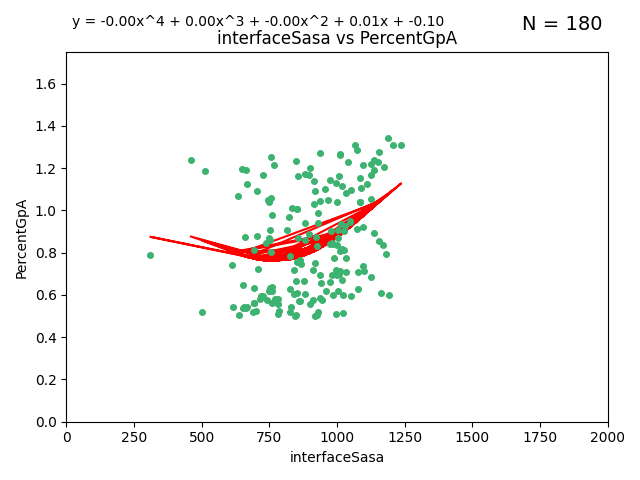 y = -0.00x^4 + 0.00x^3 + -0.00x^2 + 0.01x + -0.10
N = 180
interfaceSasa vs PercentGpA
1.6
1.4
1.2
1.0
0.8
0.6
0.4
0.2
0.0
PercentGpA
0 250 500 750 1000 1250 1500 1750 2000
interfaceSasa